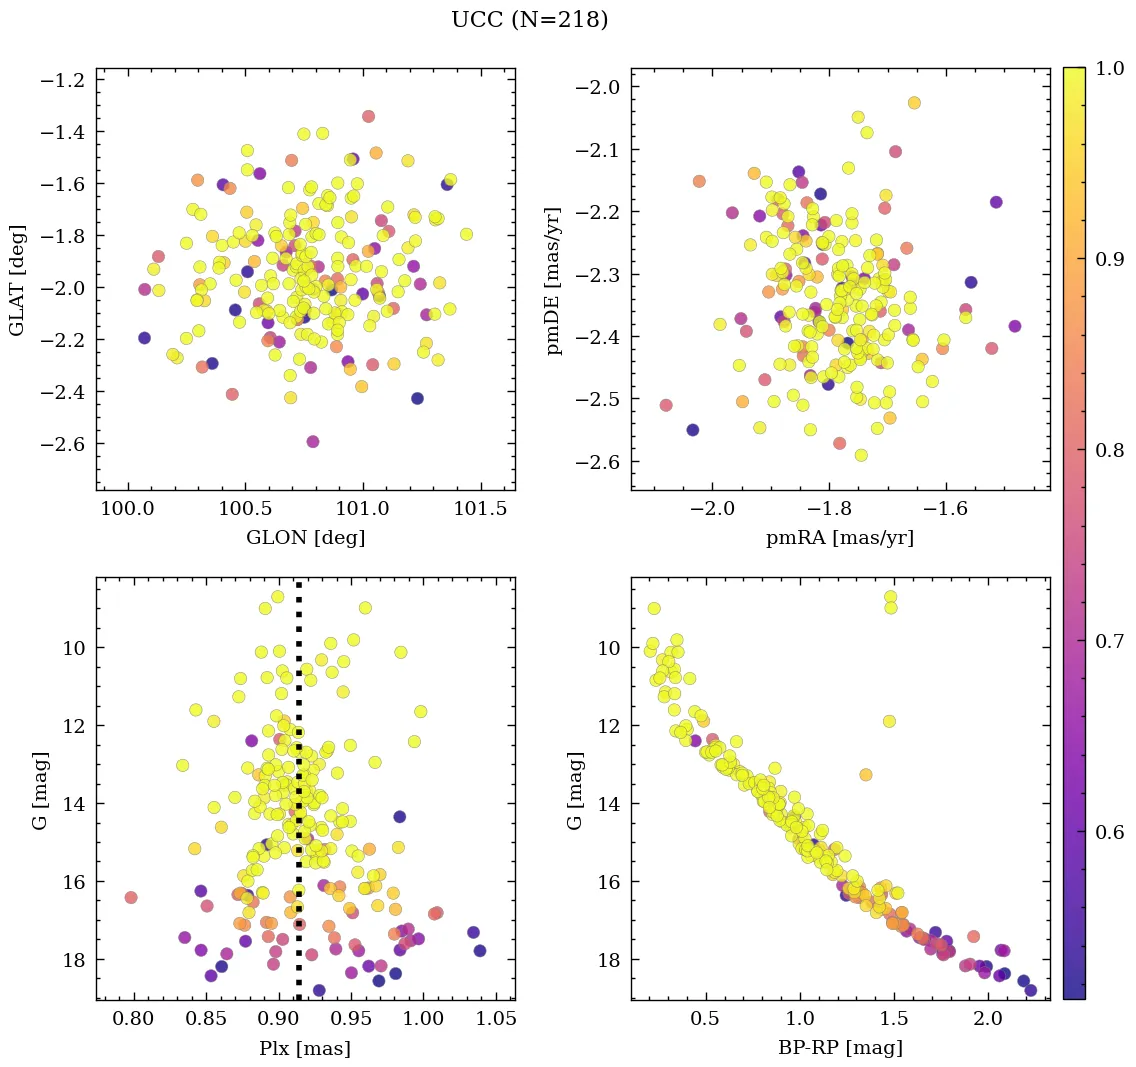 UCC (N=218)
−1.2
−1.4
−1.6
−1.8
−2.0
−2.2
−2.4
−2.6
GLAT [deg]
100.0 100.5 101.0 101.5
GLON [deg]
−2.0
−2.1
−2.2
−2.3
−2.4
−2.5
−2.6
pmDE [mas/yr]
−2.0 −1.8 −1.6
pmRA [mas/yr]
1.0
0.9
0.8
0.7
0.6
10
12
14
16
18
G [mag]
0.80 0.85 0.90 0.95 1.00 1.05
Plx [mas]
10
12
14
16
18
G [mag]
0.5 1.0 1.5 2.0
BP-RP [mag]